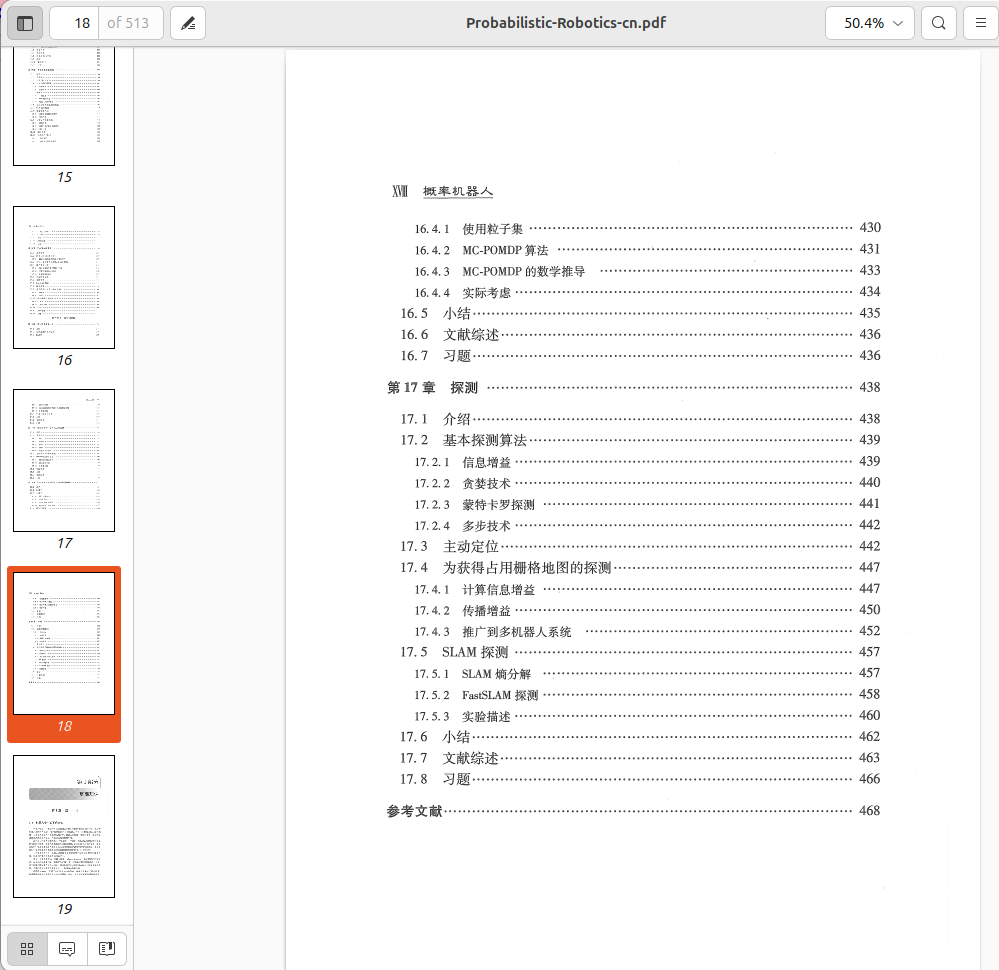 18 of 513 Probabilistic-Robotics-cn.pdf 50.4%
15
16
17
18
19
XVIII 概率机器人
16.4.1 使用粒子集 430
16.4.2 MC-POMDP 算法 431
16.4.3 MC-POMDP 的数学推导 433
16.4.4 实际考虑 434
16.5 小结 435
16.6 文献综述 436
16.7 习题 436
第 17 章 探测 438
17.1 介绍 438
17.2 基本探测算法 439
17.2.1 信息增益 439
17.2.2 贪婪技术 440
17.2.3 蒙特卡罗探测 441
17.2.4 多步技术 442
17.3 主动定位 442
17.4 为获得占用栅格地图的探测 447
17.4.1 计算信息增益 447
17.4.2 传播增益 450
17.4.3 推广到多机器人系统 452
17.5 SLAM 探测 457
17.5.1 SLAM 熵分解 457
17.5.2 FastSLAM 探测 458
17.5.3 实验描述 460
17.6 小结 462
17.7 文献综述 463
17.8 习题 466
参考文献 468